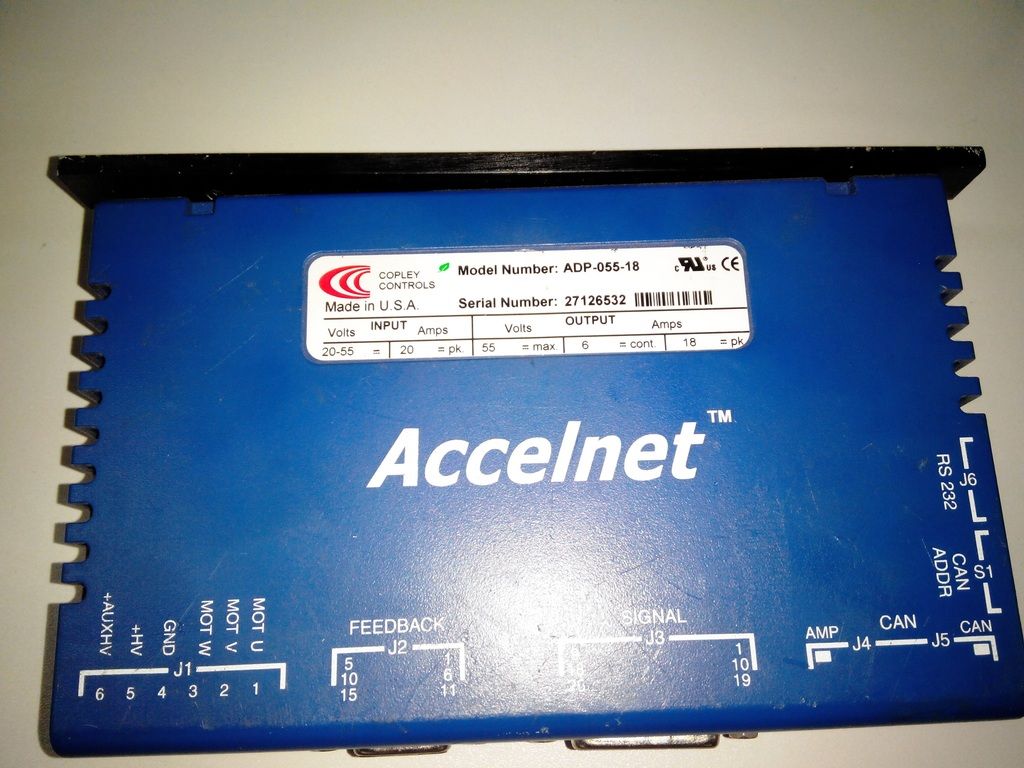 COPLEY
CONTROLS
Made in U.S.A.
Model Number: ADP-055-18
Serial Number: 27126532
c RU ® US CE
INPUT OUTPUT
Volts Amps Volts Amps
20-55 = 20 = pk. 55 = max. 6 = cont. 18 = pk
Accelnet™
J6
RS 232
S1
CAN
ADDR
+AUXHV
+HV
GND
MOT W
MOT V
MOT U
J1
6 5 4 3 2 1
FEEDBACK
J2
5 1
10 6
15 11
SIGNAL
J3
1
10
19
AMP CAN CAN
J4 J5